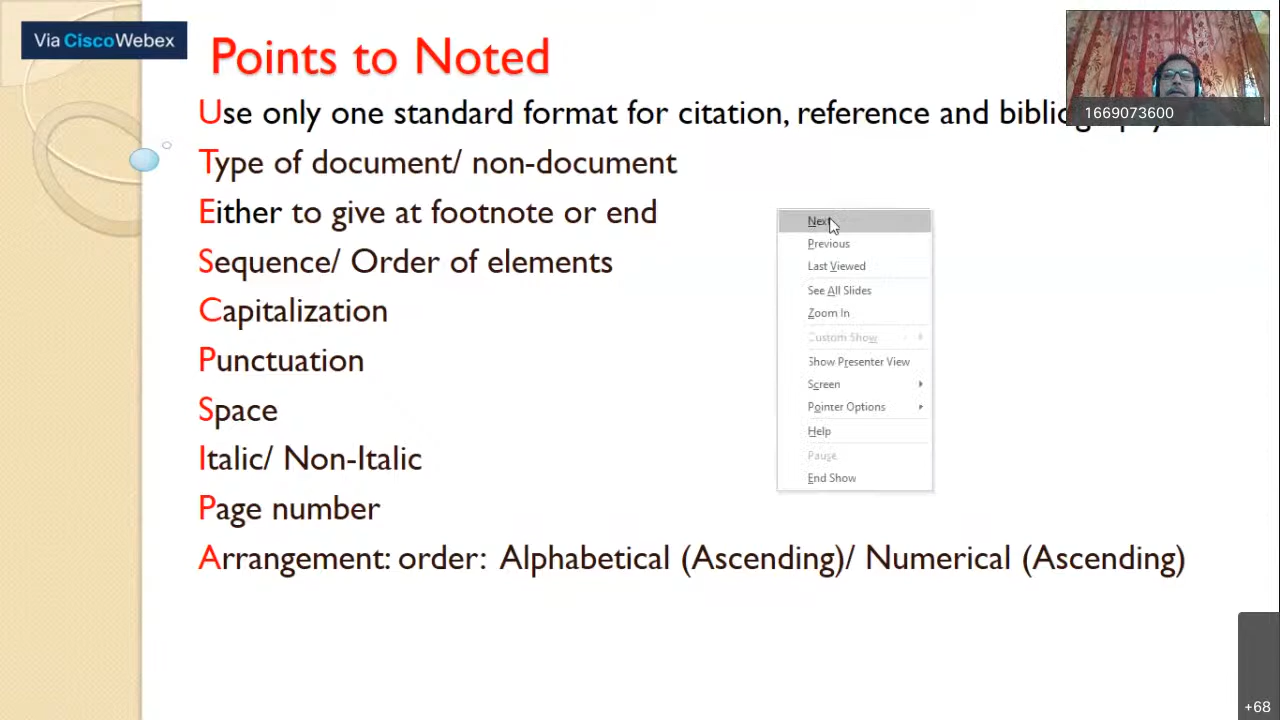 Via CiscoWebex
Points to Noted
1669073600
Use only one standard format for citation, reference and bibliography
Type of document/ non-document
Either to give at footnote or end
Sequence/ Order of elements
Capitalization
Punctuation
Space
Italic/ Non-Italic
Page number
Arrangement: order: Alphabetical (Ascending)/ Numerical (Ascending)
Next
Previous
Last Viewed
See All Slides
Zoom In
Custom Show
Show Presenter View
Screen
Pointer Options
Help
Pause
End Show
+68